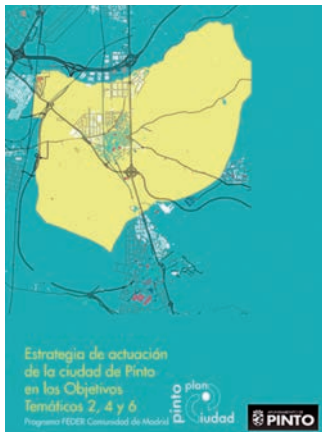 Estrategia de actuación
de la ciudad de Pinto
en los Objetivos
Temáticos 2, 4 y 6
Programa FEDER Comunidad de Madrid
pinto
plan
ciudad
AYUNTAMIENTO DE
PINTO